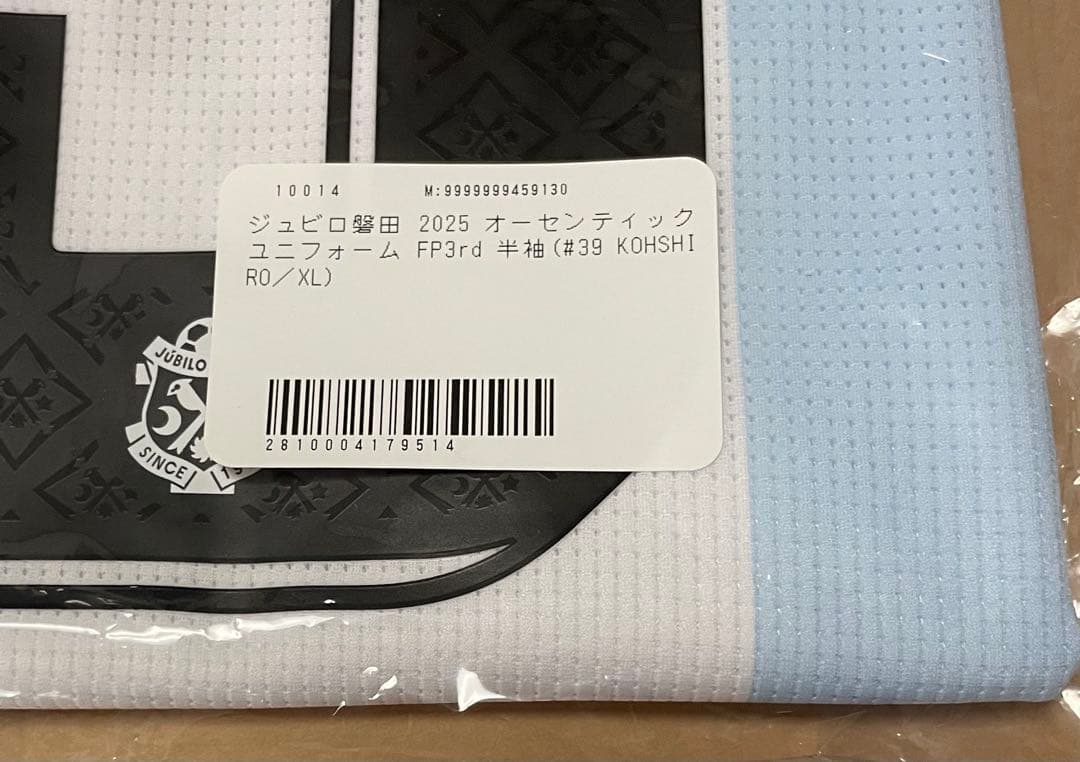 10014 M:9999999459130
ジュビロ磐田 2025 オーセンティック
ユニフォーム FP3rd 半袖(#39 KOHSHI
RO/XL)
2810004179514
JÚBILO
SINCE